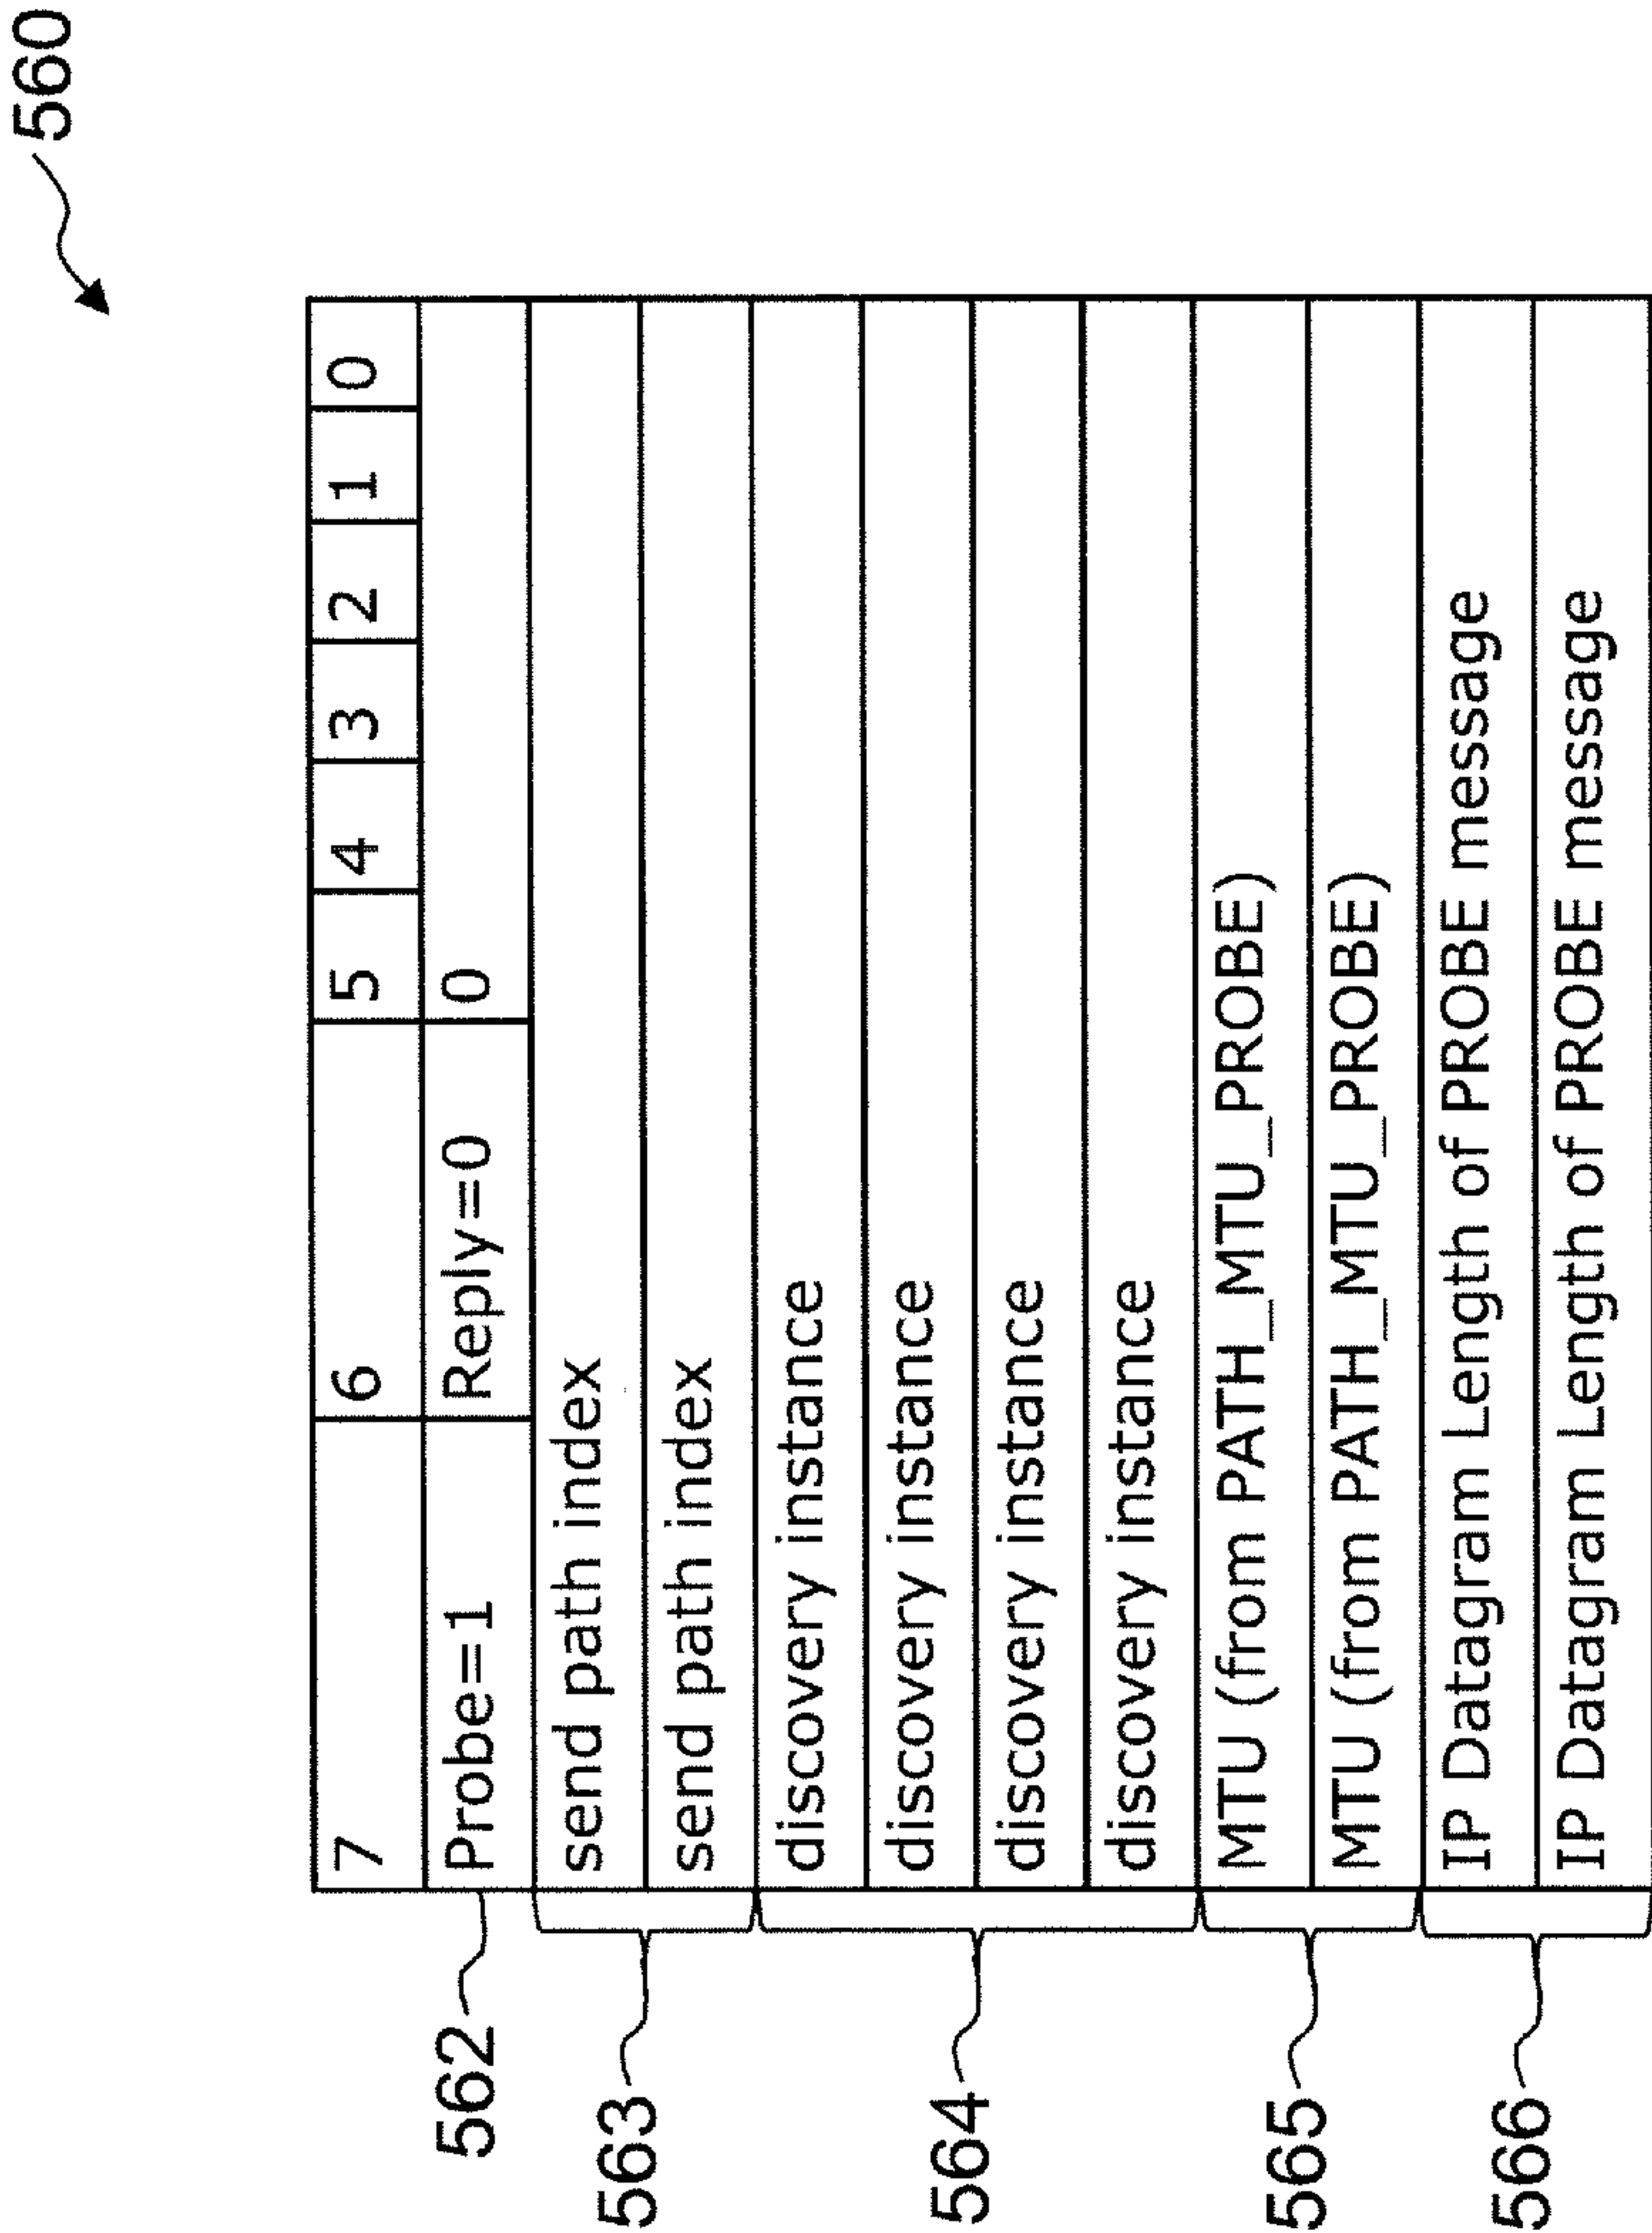 560
7 6 5 4 3 2 1 0
562 Probe=1 Reply=0 0
563
send path index
send path index
564
discovery instance
discovery instance
discovery instance
discovery instance
565
MTU (from PATH_MTU_PROBE)
MTU (from PATH_MTU_PROBE)
566
IP Datagram Length of PROBE message
IP Datagram Length of PROBE message